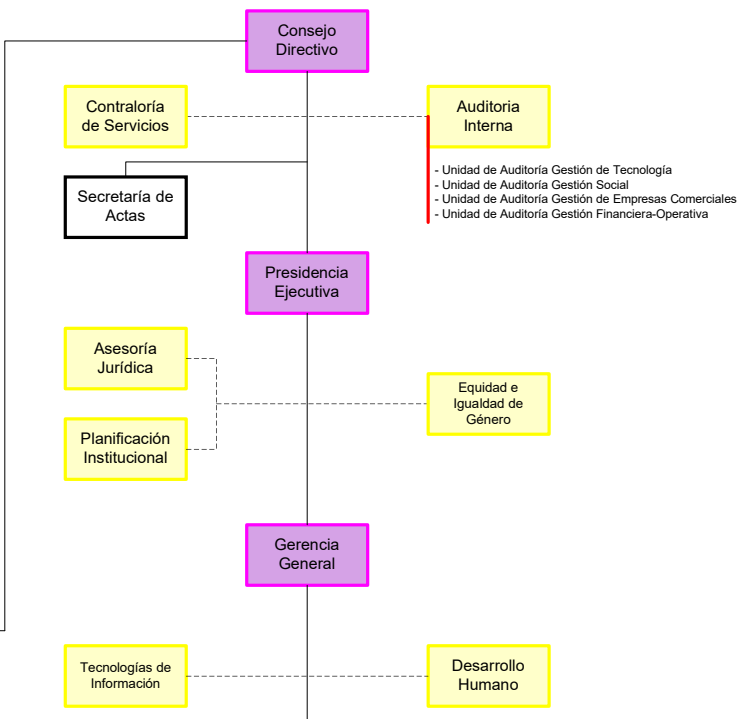 Consejo
Directivo
Contraloría
de Servicios
Auditoria
Interna
- Unidad de Auditoría Gestión de Tecnología
- Unidad de Auditoría Gestión Social
- Unidad de Auditoría Gestión de Empresas Comerciales
- Unidad de Auditoría Gestión Financiera-Operativa
Secretaría de
Actas
Presidencia
Ejecutiva
Asesoría
Jurídica
Equidad e
Igualdad de
Género
Planificación
Institucional
Gerencia
General
Tecnologías de
Información
Desarrollo
Humano